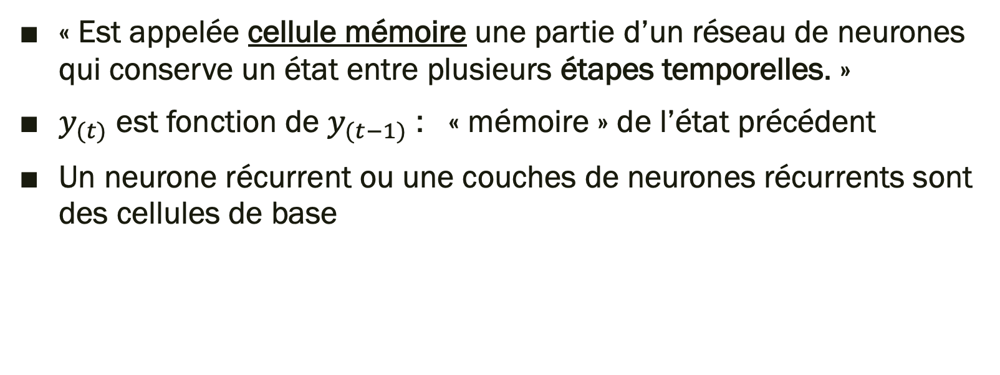 ▪ « Est appelée cellule mémoire une partie d’un réseau de neurones
qui conserve un état entre plusieurs étapes temporelles. »
▪ y(t) est fonction de y(t−1) : « mémoire » de l’état précédent
▪ Un neurone récurrent ou une couches de neurones récurrents sont
des cellules de base